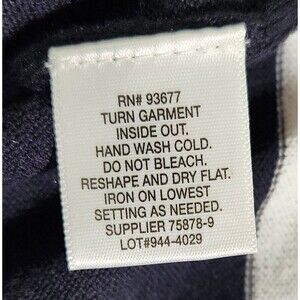 RN# 93677
TURN GARMENT
INSIDE OUT.
HAND WASH COLD.
DO NOT BLEACH.
RESHAPE AND DRY FLAT.
IRON ON LOWEST
SETTING AS NEEDED.
SUPPLIER 75878-9
LOT#944-4029